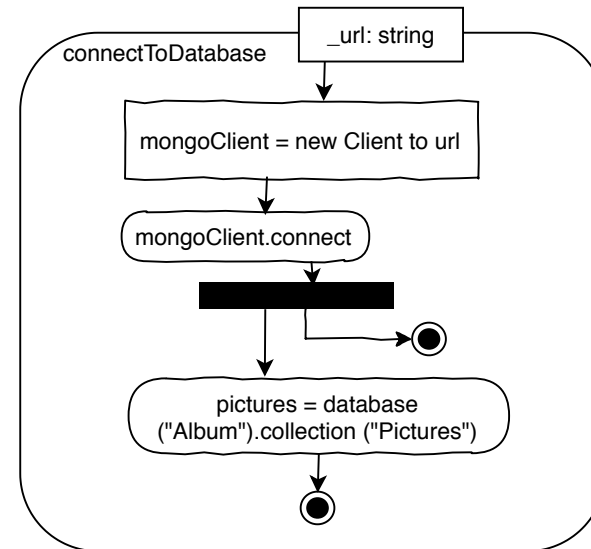 _url: string
connectToDatabase
mongoClient = new Client to url
mongoClient.connect
pictures = database
("Album").collection ("Pictures")